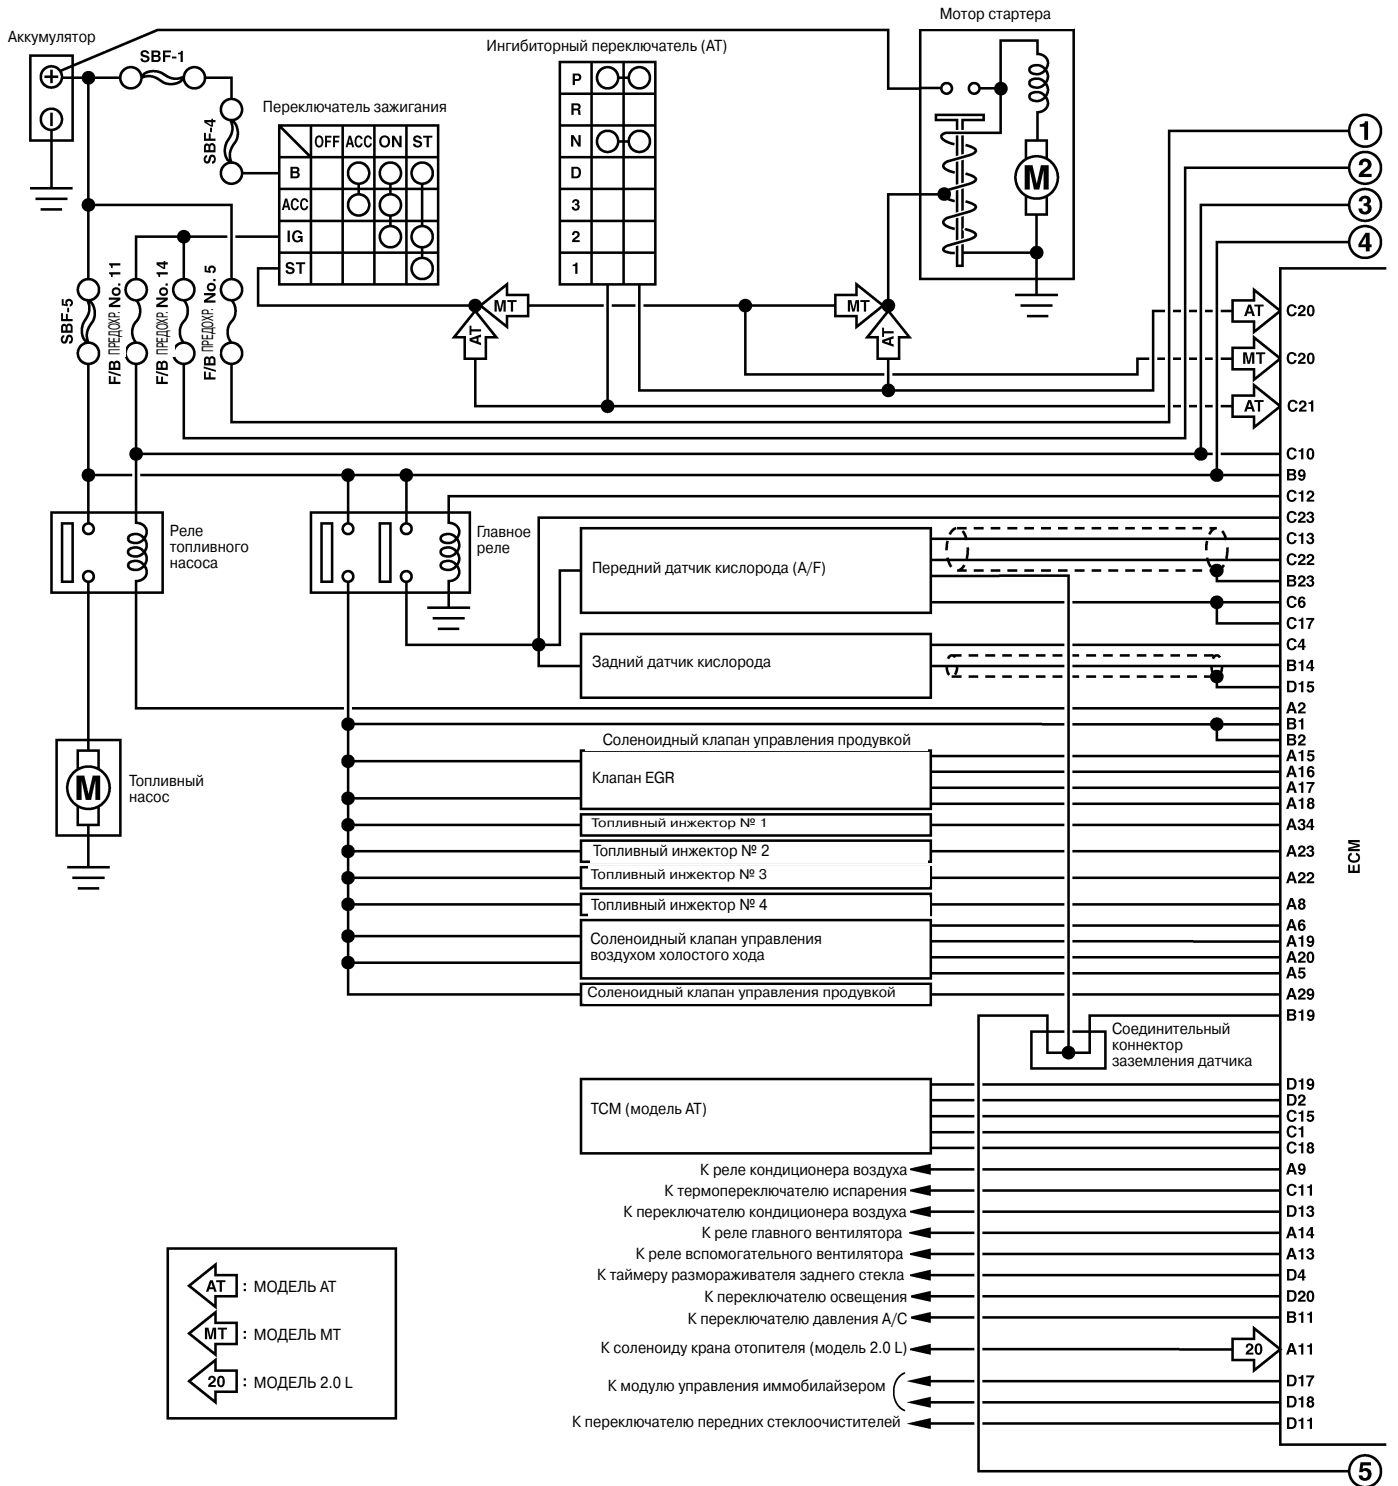 Мотор стартера
Аккумулятор
Ингибиторный переключатель (AT)
SBF-1
SBF-4
Переключатель зажигания
OFF ACC ON ST
B
ACC
IG
ST
P
R
N
D
3
2
1
M
1
2
3
4
SBF-5
F/B ПРЕДОХР. No. 11
F/B ПРЕДОХР. No. 14
F/B ПРЕДОХР. No. 5
MT
AT
MT
AT
AT
C20
MT
C20
AT
C21
C10
B9
C12
C23
C13
C22
B23
C6
C17
C4
B14
D15
A2
B1
B2
A15
A16
A17
A18
A34
A23
A22
A8
A6
A19
A20
A5
A29
B19
ECM
Реле
топливного
насоса
Главное
реле
Передний датчик кислорода (A/F)
Задний датчик кислорода
M
Топливный
насос
Соленоидный клапан управления продувкой
Клапан EGR
Топливный инжектор № 1
Топливный инжектор № 2
Топливный инжектор № 3
Топливный инжектор № 4
Соленоидный клапан управления
воздухом холостого хода
Соленоидный клапан управления продувкой
Соединительный
коннектор
заземления датчика
TCM (модель AT)
D19
D2
C15
C1
C18
К реле кондиционера воздуха
A9
К термопереключателю испарения
C11
К переключателю кондиционера воздуха
D13
К реле главного вентилятора
A14
К реле вспомогательного вентилятора
A13
К таймеру размораживателя заднего стекла
D4
К переключателю освещения
D20
К переключателю давления A/C
B11
К соленоиду крана отопителя (модель 2.0 L)
20
A11
К модулю управления иммобилайзером
D17
D18
К переключателю передних стеклоочистителей
D11
5
AT : МОДЕЛЬ AT
MT : МОДЕЛЬ MT
20 : МОДЕЛЬ 2.0 L